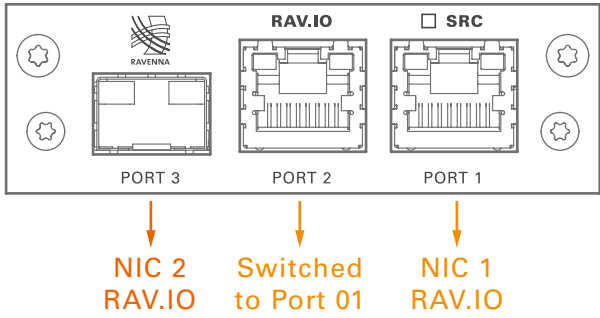 RAV.IO
SRC
RAVENNA
PORT 3
PORT 2
PORT 1
NIC 2
RAV.IO
Switched
to Port 01
NIC 1
RAV.IO